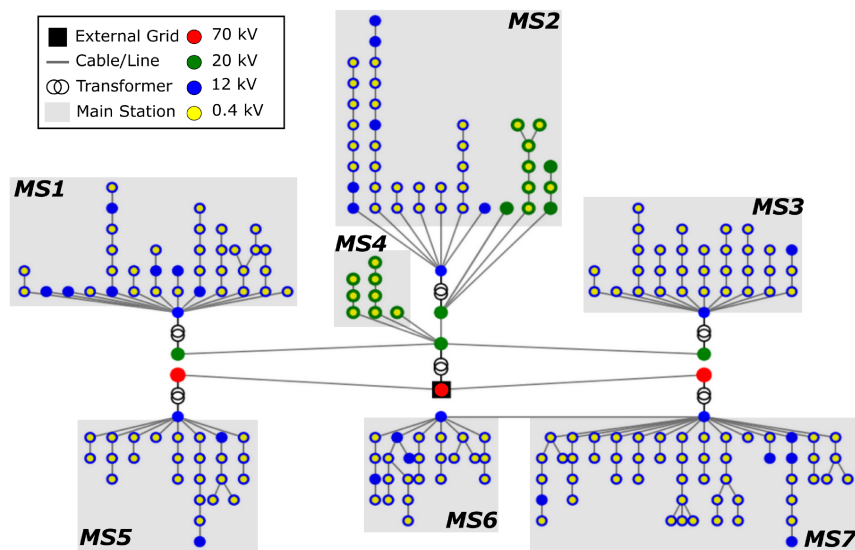 External Grid
70 kV
Cable/Line
20 kV
Transformer
12 kV
Main Station
0.4 kV
MS2
MS1
MS3
MS4
MS5
MS6
MS7